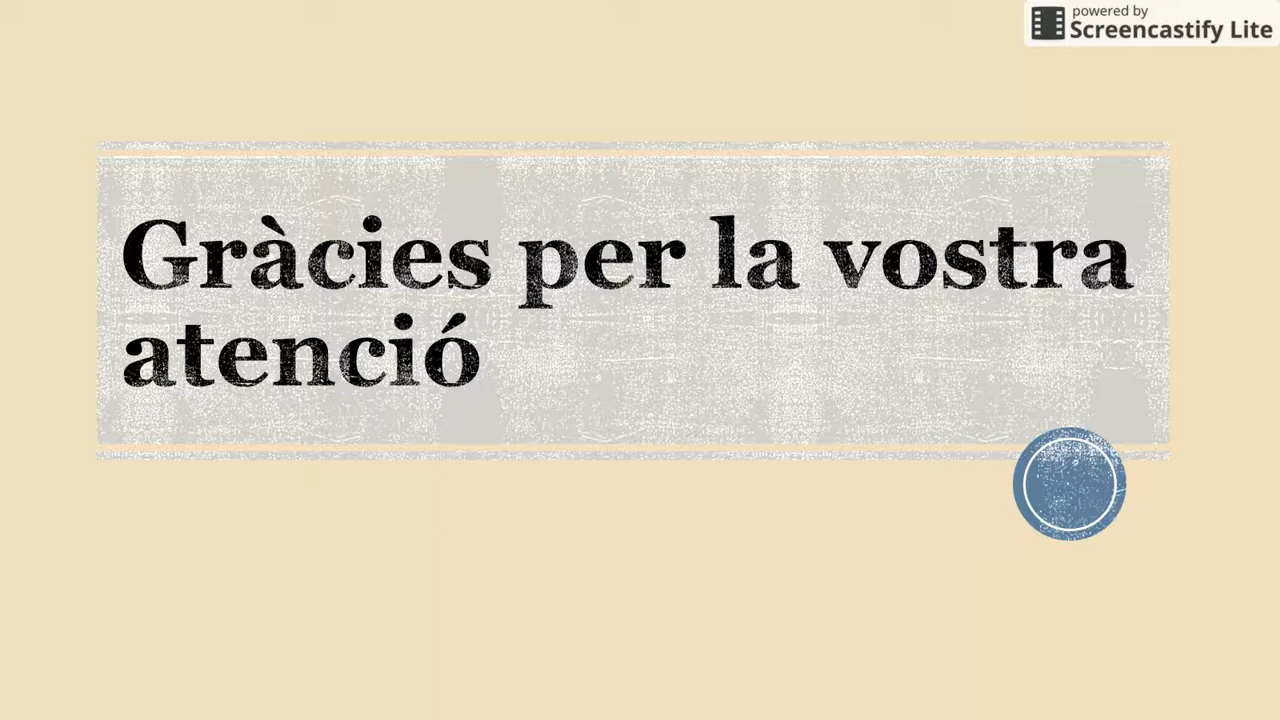 powered by
Screencastify Lite
Gràcies per la vostra
atenció